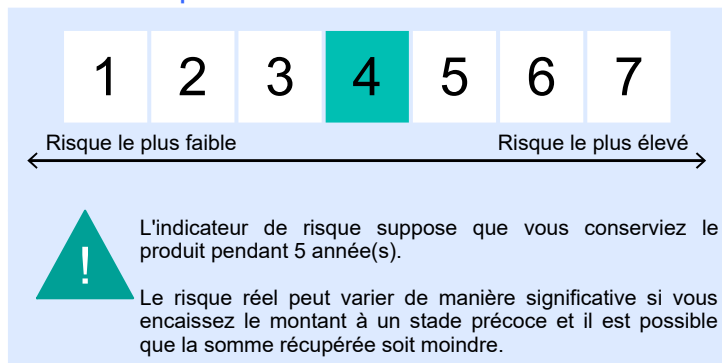 1 2 3 4 5 6 7
Risque le plus faible Risque le plus élevé
!
L'indicateur de risque suppose que vous conserviez le
produit pendant 5 année(s).
Le risque réel peut varier de manière significative si vous
encaissez le montant à un stade précoce et il est possible
que la somme récupérée soit moindre.